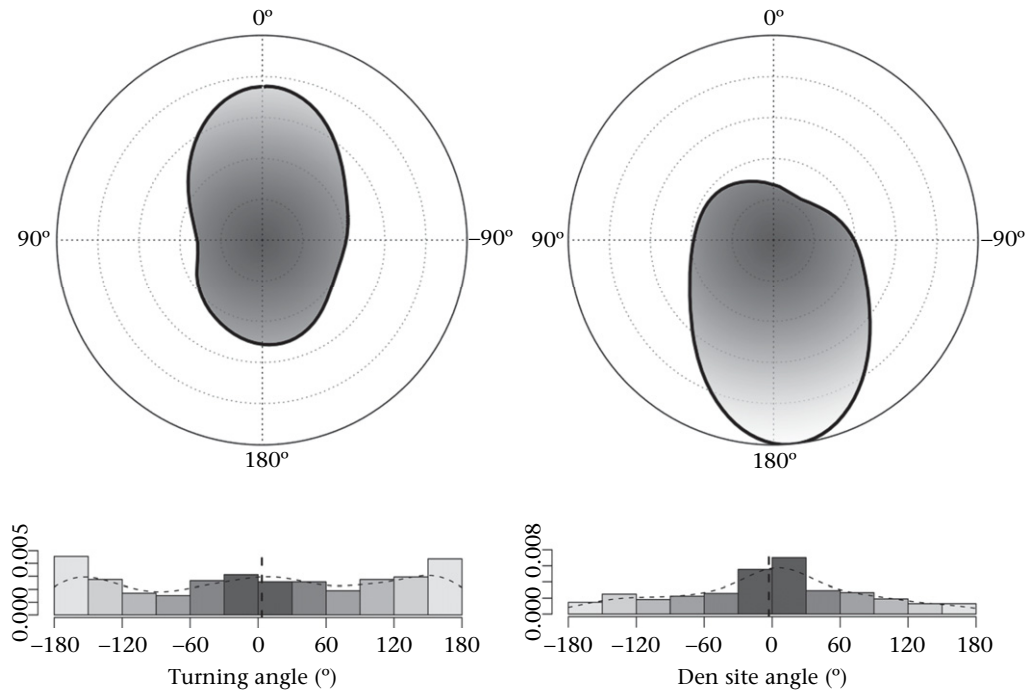 0º 0º
90º –90º 90º –90º
180º 180º
0.005 0.008
0.000 0.000
–180 –120 –60 0 60 120 180 –180 –120 –60 0 60 120 180
Turning angle (º) Den site angle (º)